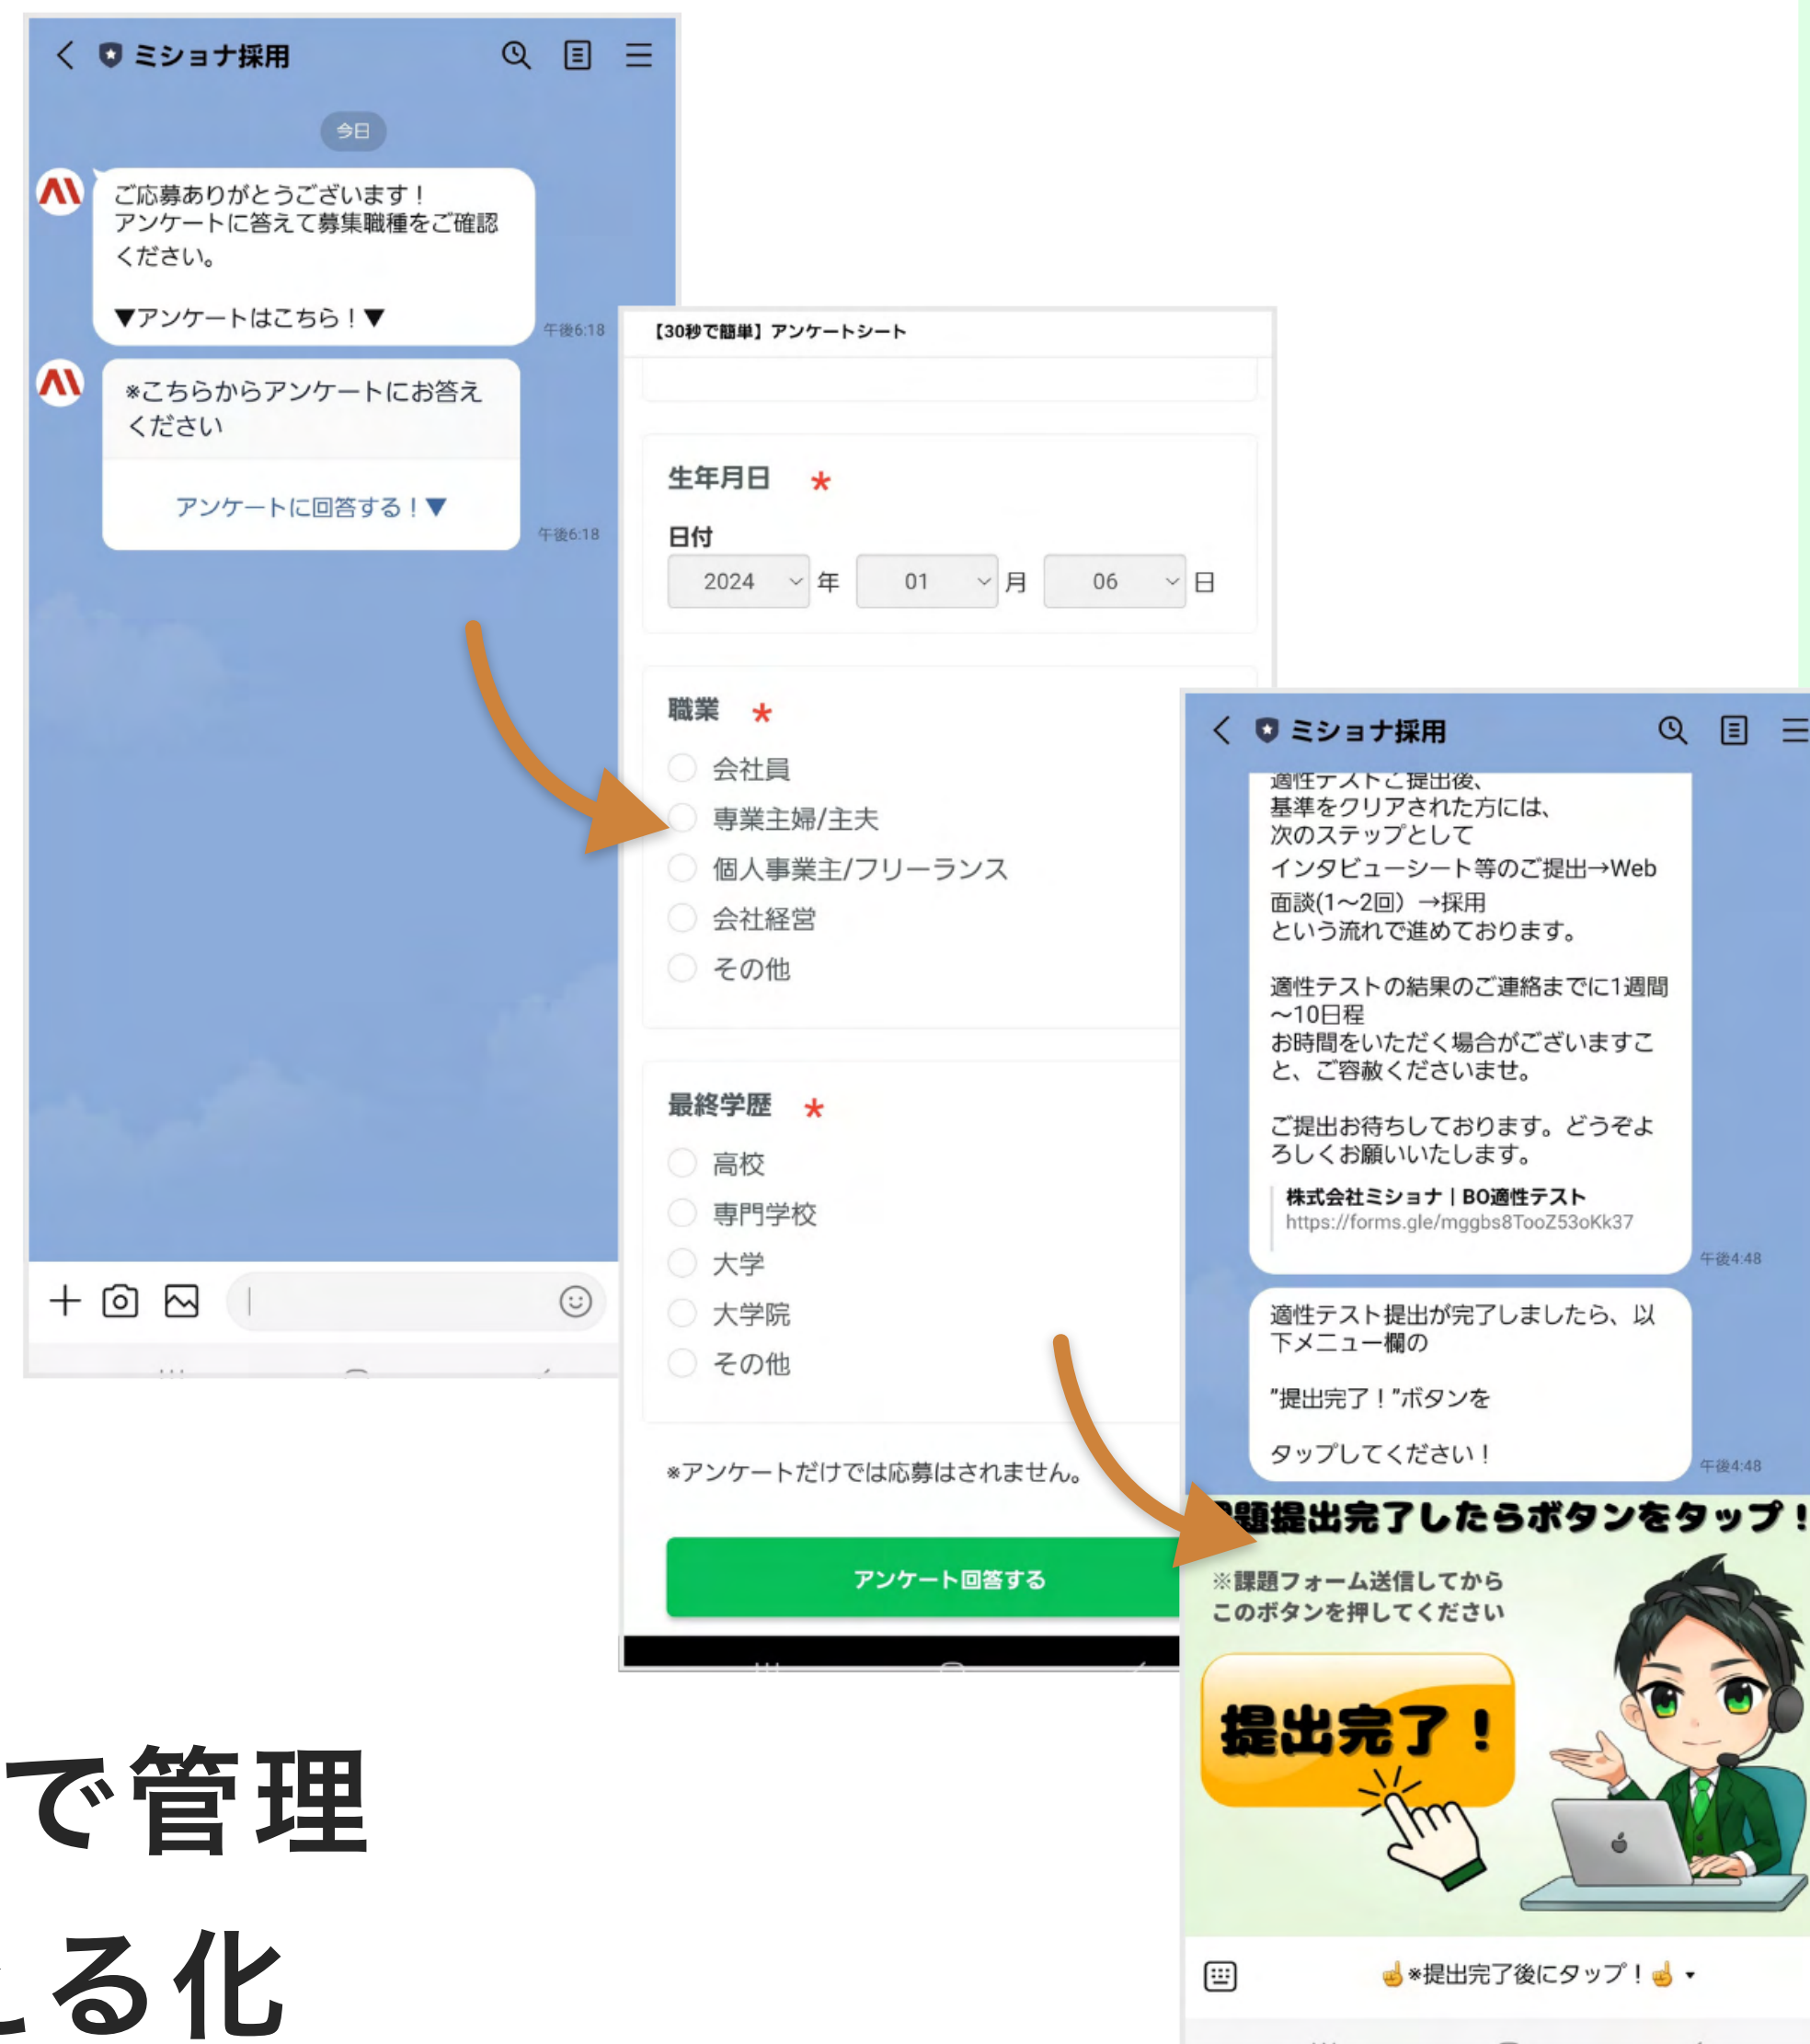 ミショナ採用
今日
ご応募ありがとうございます！
アンケートに答えて募集職種をご確認
ください。
▼アンケートはこちら！▼
午後6:18
※こちらからアンケートにお答え
ください
アンケートに回答する！▼
午後6:18
【30秒で簡単】アンケートシート
生年月日 *
日付
2024 年 01 月 06 日
職業 *
会社員
専業主婦/主夫
個人事業主/フリーランス
会社経営
その他
最終学歴 *
高校
専門学校
大学
大学院
その他
※アンケートだけでは応募はされません。
アンケート回答する
ミショナ採用
適性テストご提出後、
基準をクリアされた方には、
次のステップとして
インタビューシート等のご提出→Web
面談(1〜2回）→採用
という流れで進めております。
適性テストの結果のご連絡までに1週間
〜10日程
お時間をいただく場合がございますこ
と、ご容赦くださいませ。
ご提出お待ちしております。どうぞよ
ろしくお願いいたします。
株式会社ミショナ | BO適性テスト
https://forms.gle/mggbs8TooZ53oKk37
午後4:48
適性テスト提出が完了しましたら、以
下メニュー欄の
"提出完了！"ボタンを
タップしてください！
午後4:48
題提出完了したらボタンをタップ！
※課題フォーム送信してから
このボタンを押してください
提出完了！
☝※提出完了後にタップ！☝
で管理
える化